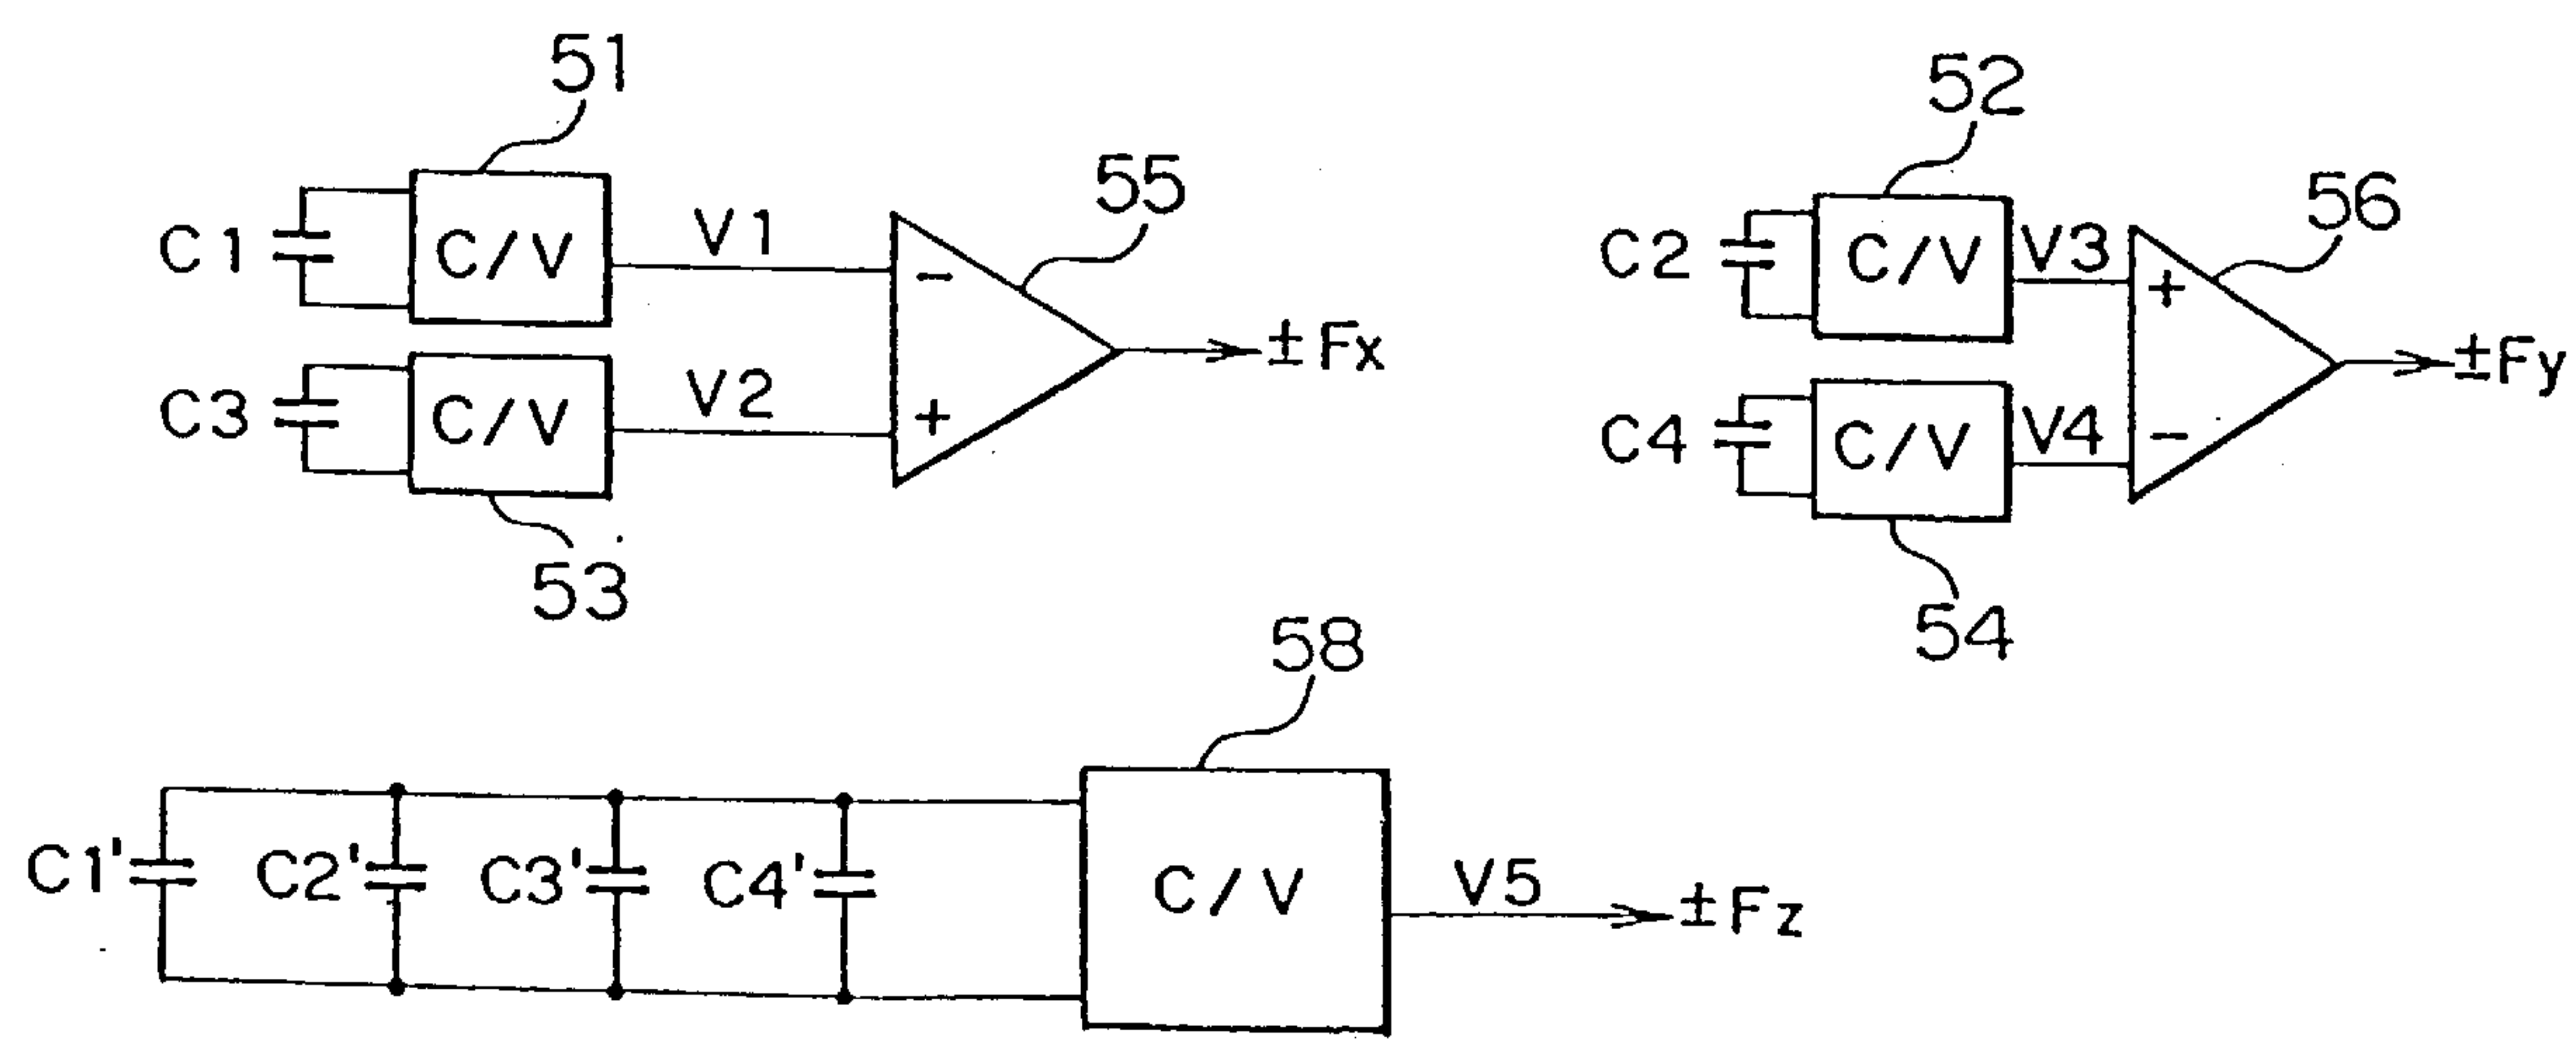 51
C1
C/V
V1
−
55
C3
C/V
V2
+
±Fx
53
52
C2
C/V
V3
+
56
C4
C/V
V4
−
±Fy
54
58
C1'
C2'
C3'
C4'
C/V
V5
±Fz